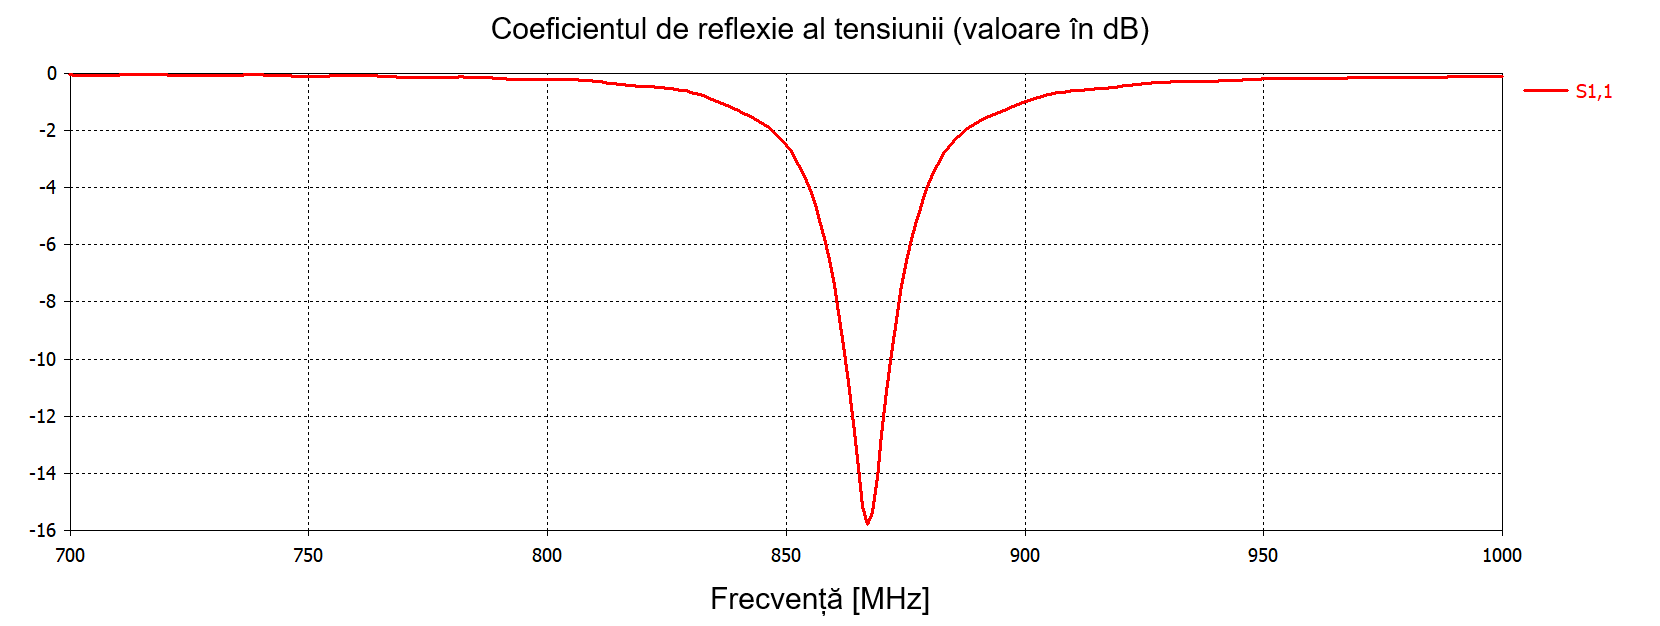 Coeficientul de reflexie al tensiunii (valoare în dB)
0
-2
-4
-6
-8
-10
-12
-14
-16
700 750 800 850 900 950 1000
Frecvență [MHz]
S1,1